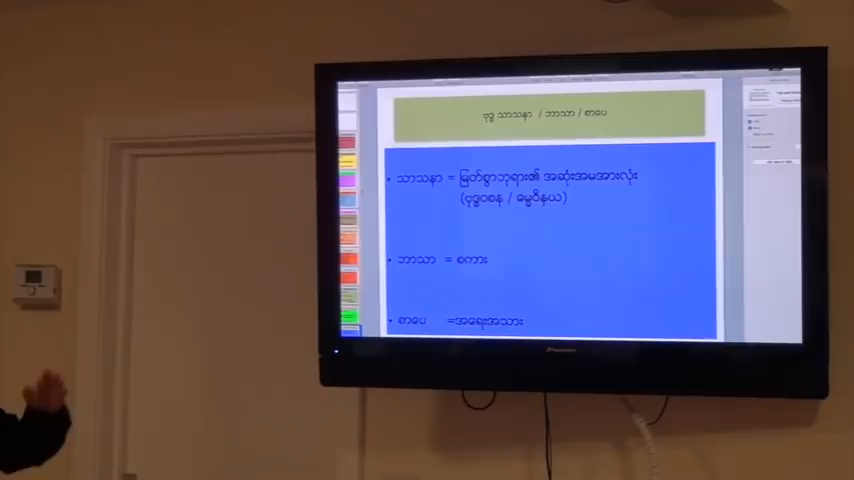 ဗုဒ္ဓ သာသနာ / ဘာသာ / စာပေ
• သာသနာ = မြတ်စွာဘုရား၏ အဆုံးအမအားလုံး
(ဗုဒ္ဓဝစန / ဓမ္မဝိနယ)
• ဘာသာ = စကား
• စာပေ =အရေးအသား